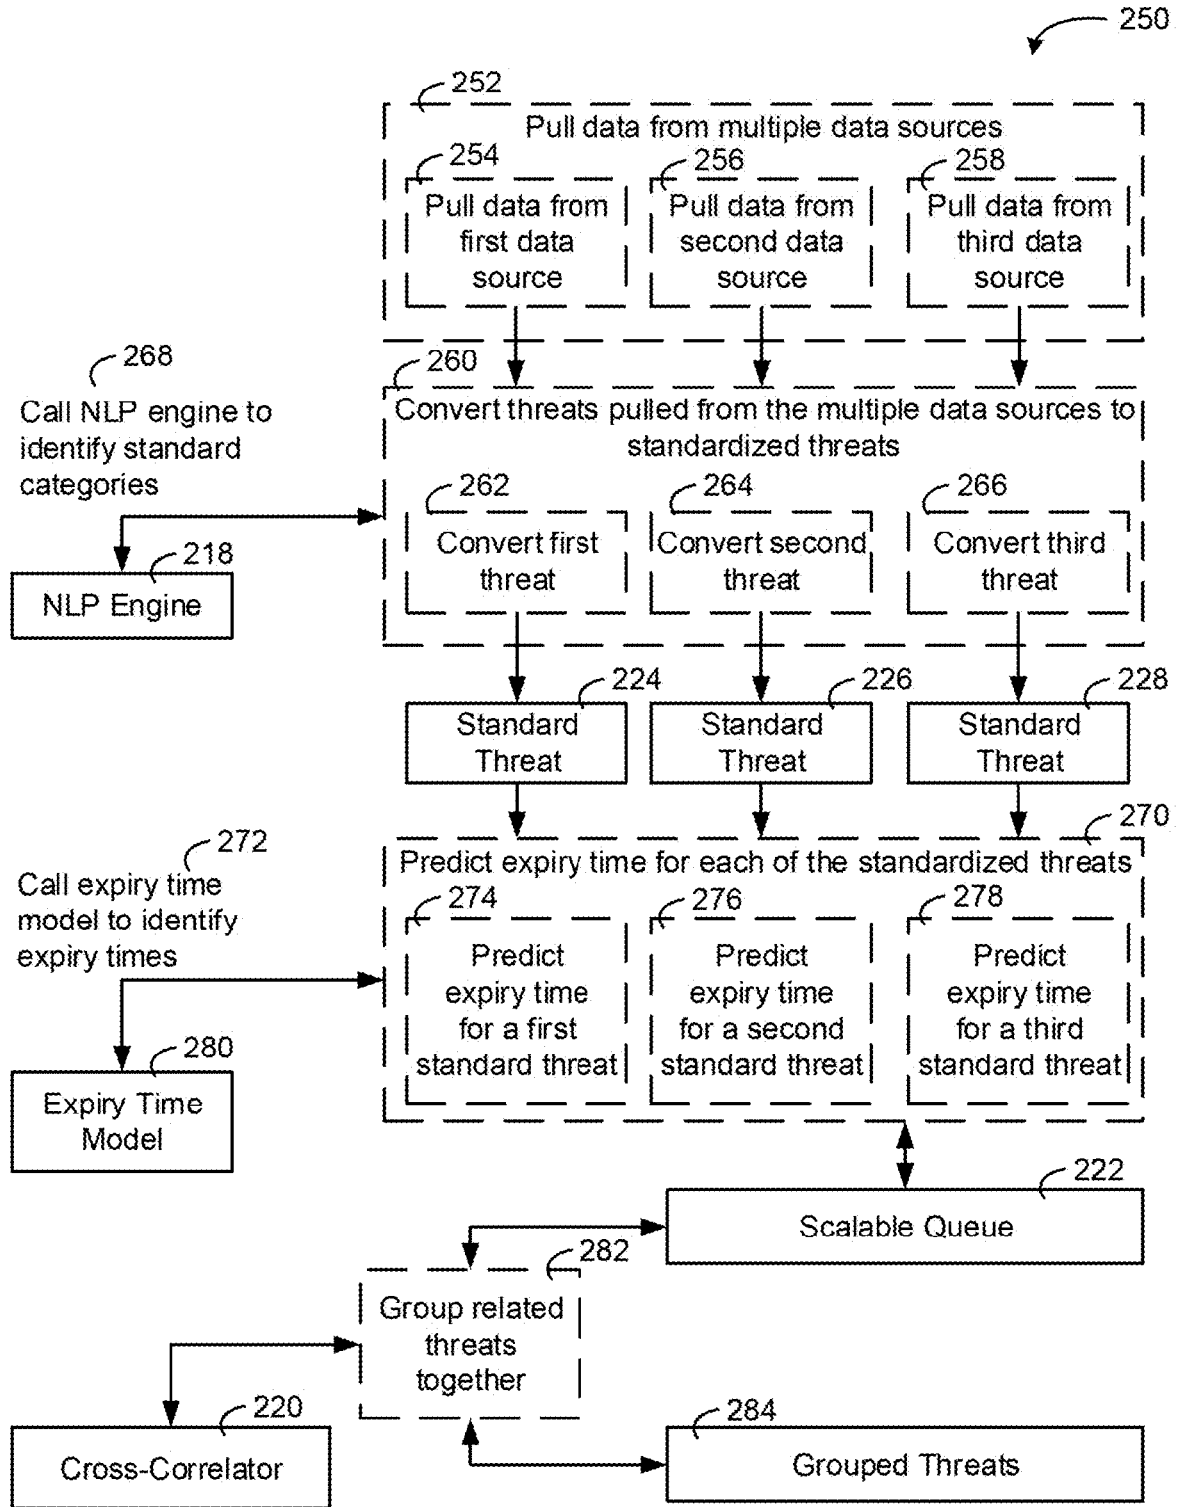 250
252
Pull data from multiple data sources
254
256
258
Pull data from
first data
source
Pull data from
second data
source
Pull data from
third data
source
268
Call NLP engine to
identify standard
categories
260
Convert threats pulled from the multiple data sources to
standardized threats
262
264
266
Convert first
threat
Convert second
threat
Convert third
threat
218
NLP Engine
224
226
228
Standard
Threat
Standard
Threat
Standard
Threat
270
272
Call expiry time
model to identify
expiry times
Predict expiry time for each of the standardized threats
274
276
278
Predict
expiry time
for a first
standard threat
Predict
expiry time
for a second
standard threat
Predict
expiry time
for a third
standard threat
280
Expiry Time
Model
222
Scalable Queue
282
Group related
threats
together
220
Cross-Correlator
284
Grouped Threats